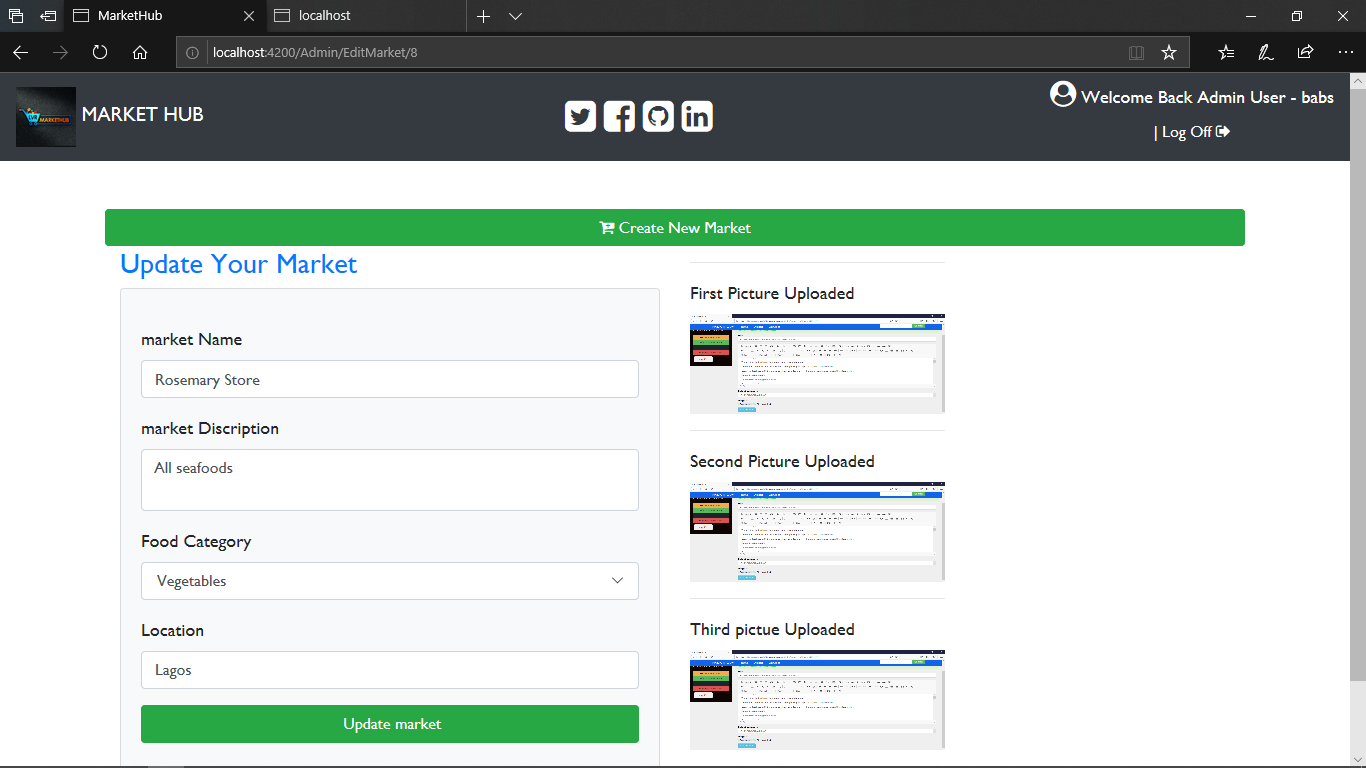 MarketHub
localhost
localhost:4200/Admin/EditMarket/8
MARKETHUB
MARKET HUB
Welcome Back Admin User - babs
| Log Off
Create New Market
Update Your Market
market Name
Rosemary Store
market Discription
All seafoods
Food Category
Vegetables
Location
Lagos
Update market
First Picture Uploaded
Second Picture Uploaded
Third pictue Uploaded